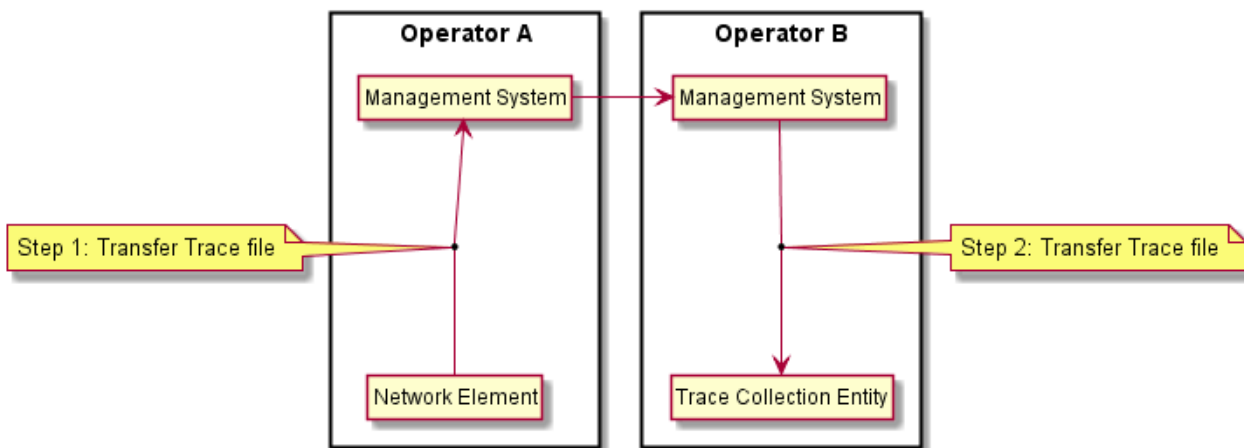 Operator A
Operator B
Management System
Management System
Step 1: Transfer Trace file
Step 2: Transfer Trace file
Network Element
Trace Collection Entity